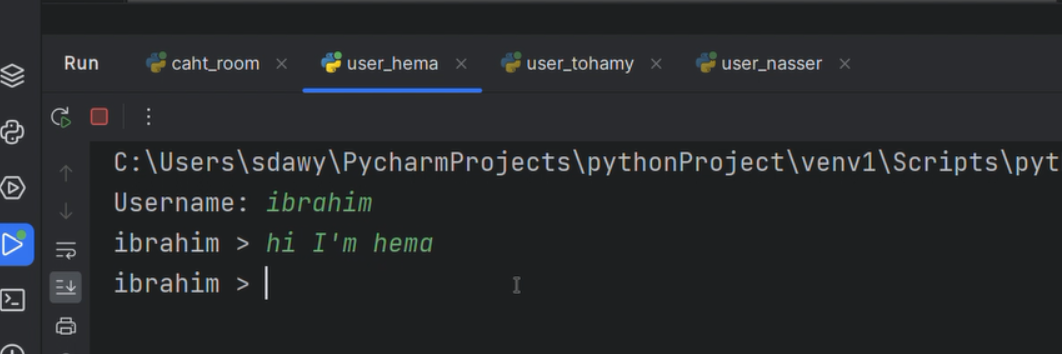 Run caht_room user_hema user_tohamy user_nasser
C:\Users\sdawy\PycharmProjects\pythonProject\venv1\Scripts\pyt
Username: ibrahim
ibrahim > hi I'm hema
ibrahim >